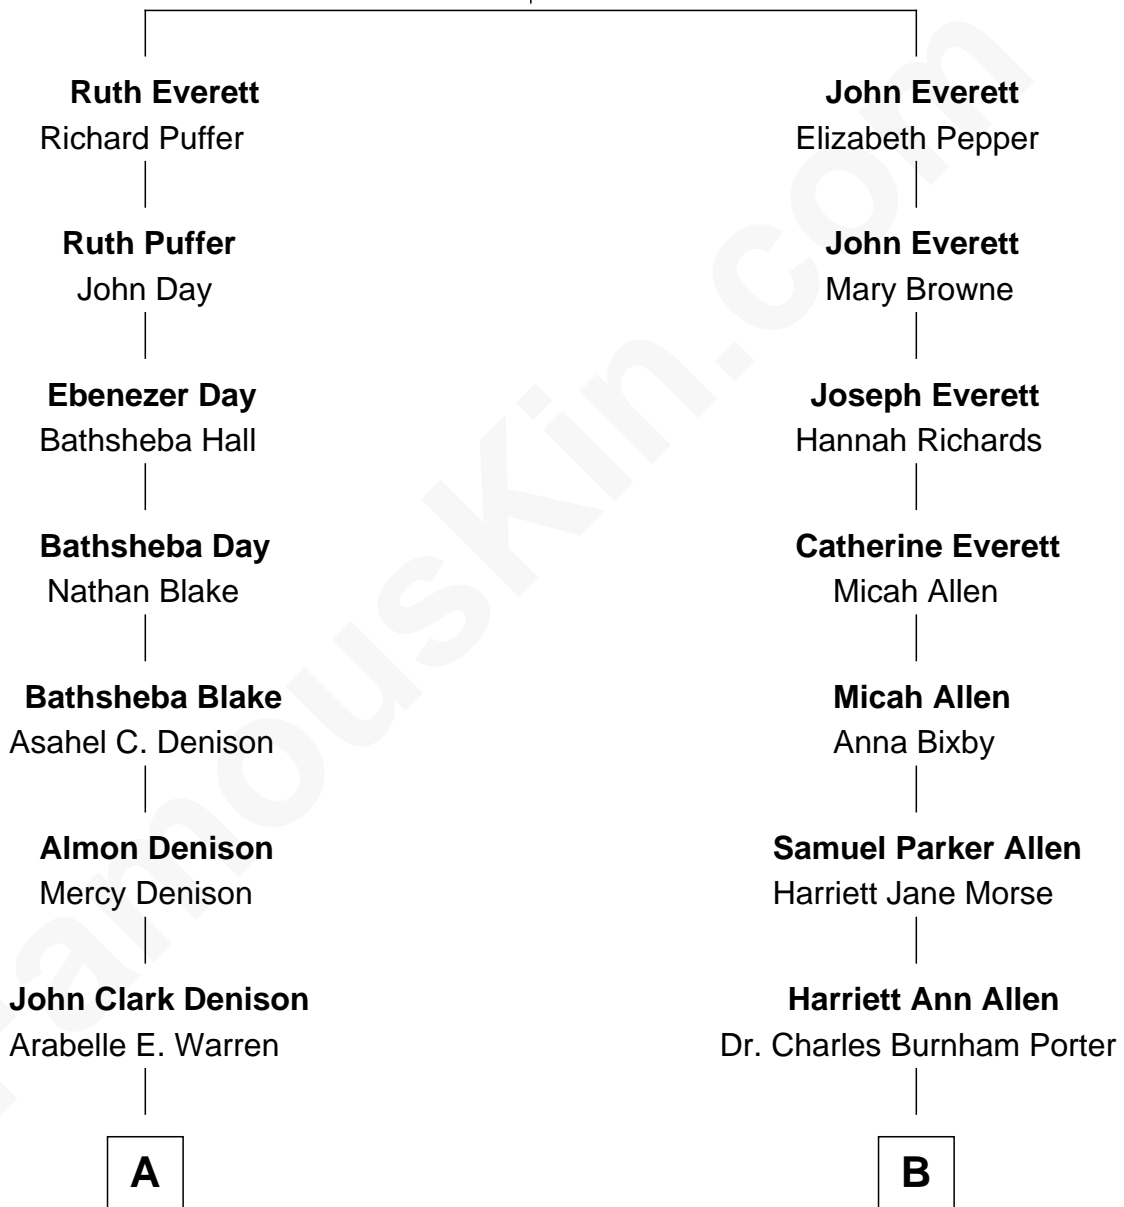 Ruth Everett
Richard Puffer
Ruth Puffer
John Day
Ebenezer Day
Bathsheba Hall
Bathsheba Day
Nathan Blake
Bathsheba Blake
Asahel C. Denison
Almon Denison
Mercy Denison
John Clark Denison
Arabelle E. Warren
A
John Everett
Elizabeth Pepper
John Everett
Mary Browne
Joseph Everett
Hannah Richards
Catherine Everett
Micah Allen
Micah Allen
Anna Bixby
Samuel Parker Allen
Harriett Jane Morse
Harriett Ann Allen
Dr. Charles Burnham Porter
B
FamousKin.com